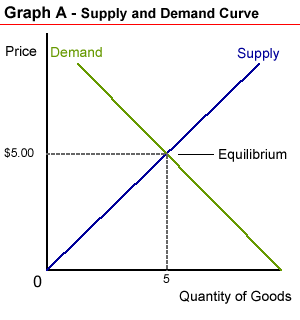 Graph A - Supply and Demand Curve
Price
Demand
Supply
$5.00
Equilibrium
0
5
Quantity of Goods